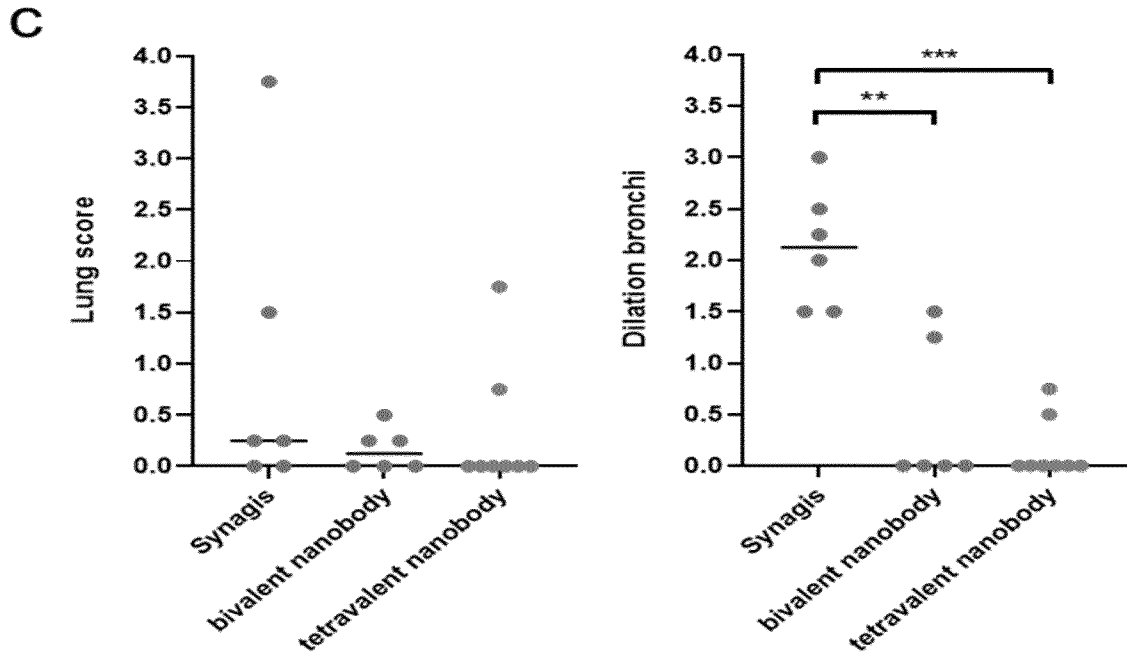 C
Lung score
4.0
3.5
3.0
2.5
2.0
1.5
1.0
0.5
0.0
Synagis
bivalent nanobody
tetravalent nanobody
Dilation bronchi
4.0
3.5
3.0
2.5
2.0
1.5
1.0
0.5
0.0
***
**
Synagis
bivalent nanobody
tetravalent nanobody